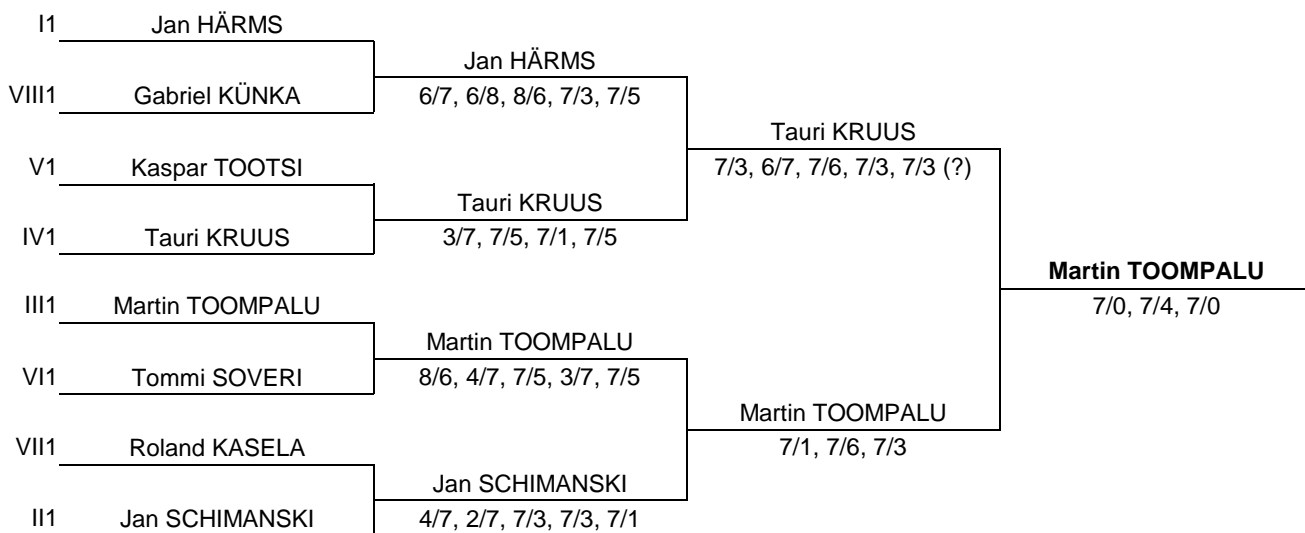 I1 Jan HÄRMS
Jan HÄRMS
VIII1 Gabriel KÜNKA 6/7, 6/8, 8/6, 7/3, 7/5
Tauri KRUUS
V1 Kaspar TOOTSI 7/3, 6/7, 7/6, 7/3, 7/3 (?)
Tauri KRUUS
IV1 Tauri KRUUS 3/7, 7/5, 7/1, 7/5
Martin TOOMPALU
III1 Martin TOOMPALU 7/0, 7/4, 7/0
Martin TOOMPALU
VI1 Tommi SOVERI 8/6, 4/7, 7/5, 3/7, 7/5
Martin TOOMPALU
VII1 Roland KASELA 7/1, 7/6, 7/3
Jan SCHIMANSKI
II1 Jan SCHIMANSKI 4/7, 2/7, 7/3, 7/3, 7/1